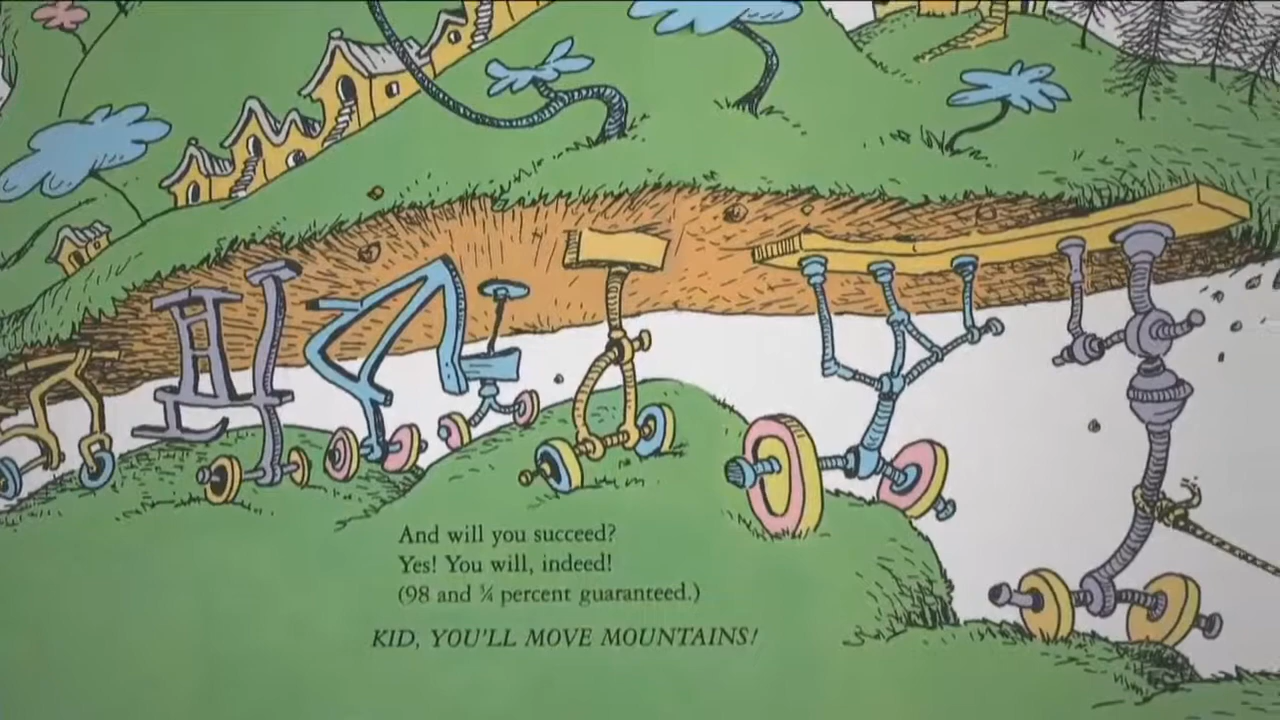 And will you succeed?
Yes! You will, indeed!
(98 and ¾ percent guaranteed.)
KID, YOU'LL MOVE MOUNTAINS!